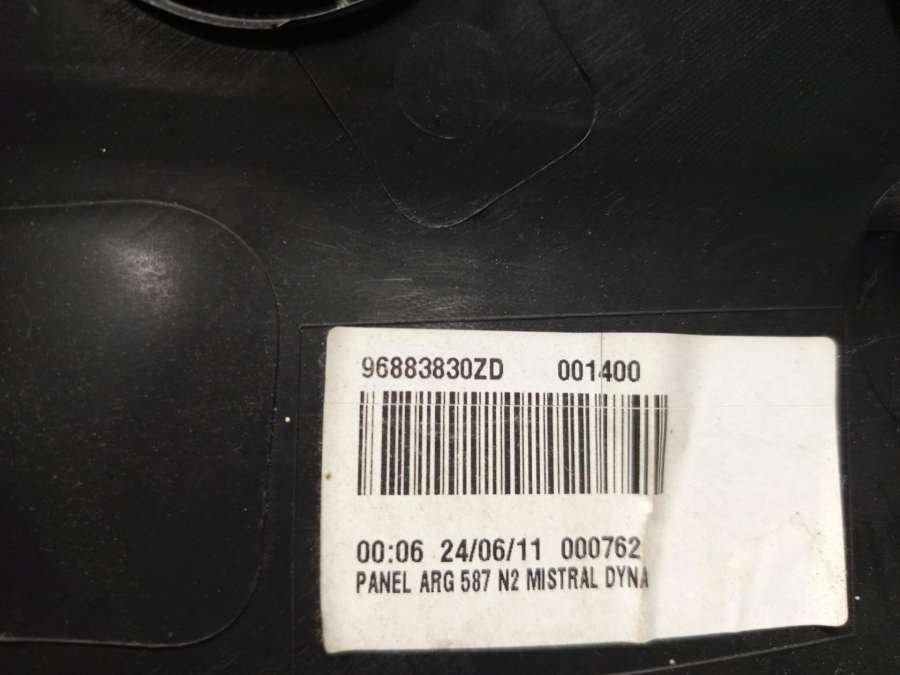 96883830ZD 001400
00:06 24/06/11 000762
PANEL ARG 587 N2 MISTRAL DYNA